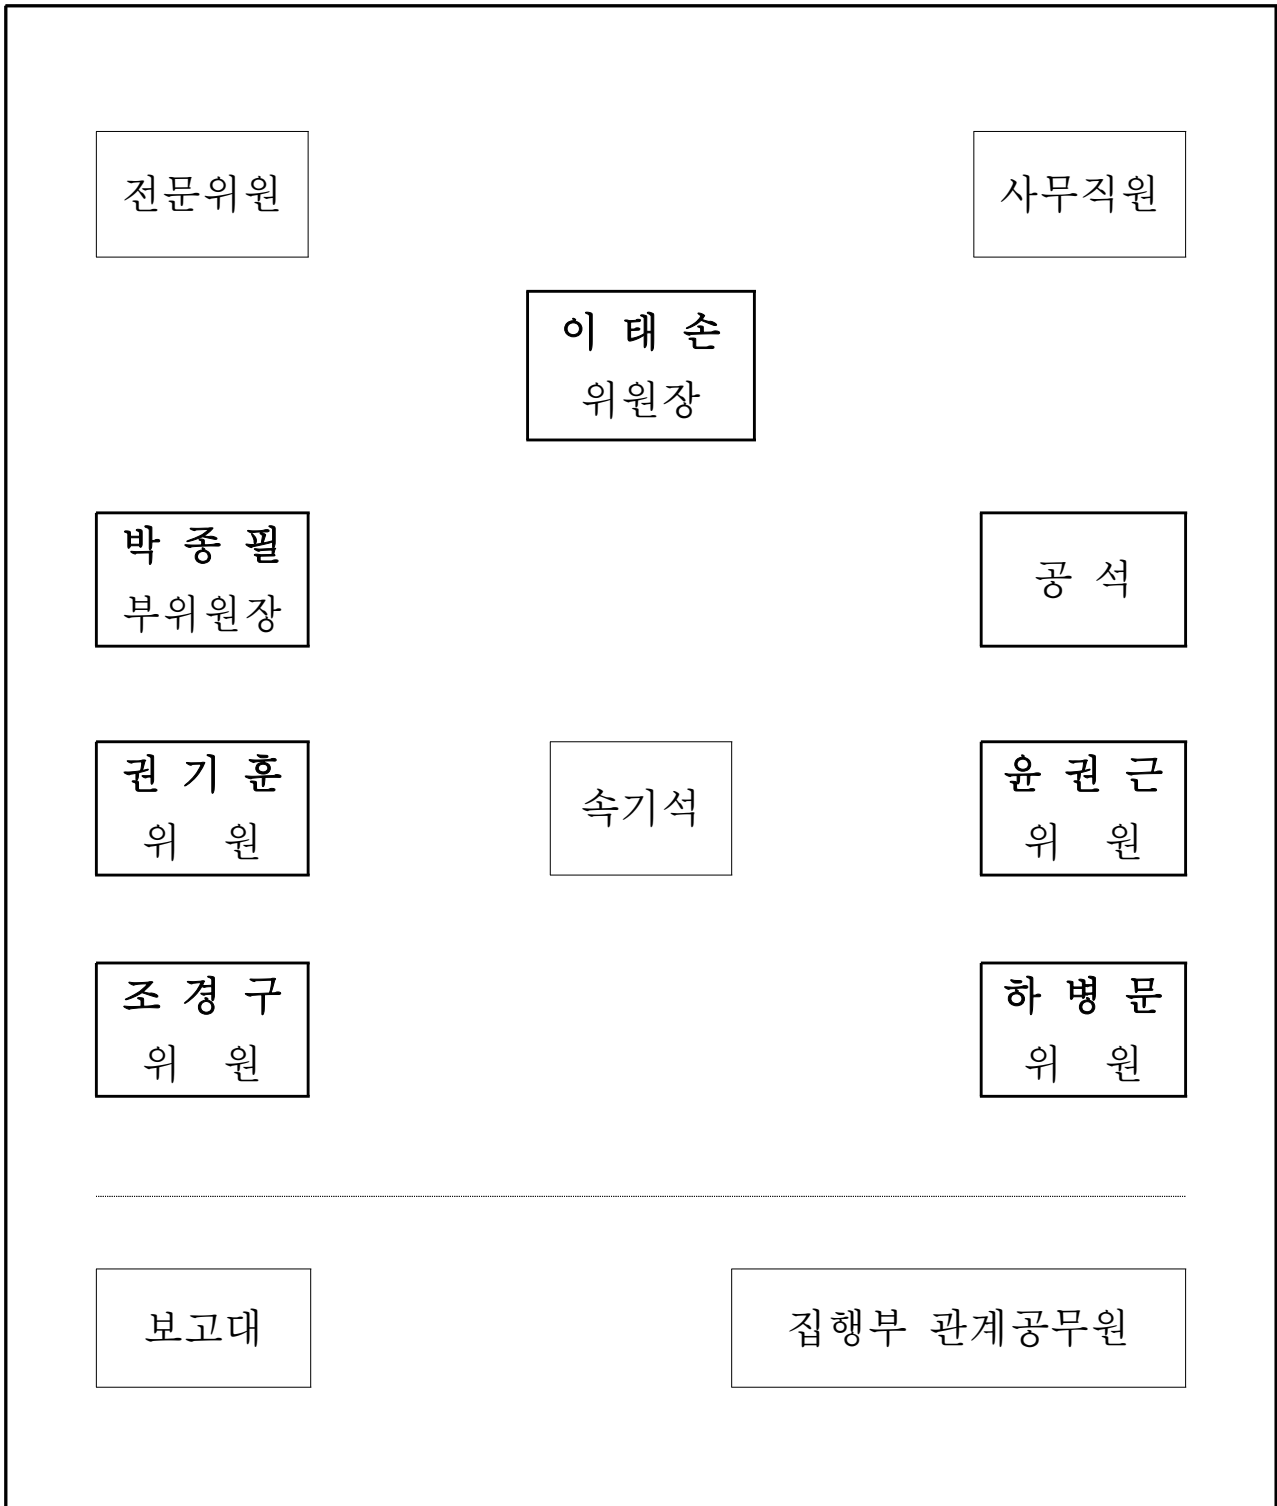 전문위원
사무직원
이 태 손
위원장
박 종 필
부위원장
공 석
권 기 훈
위 원
속기석
윤 권 근
위 원
조 경 구
위 원
하 병 문
위 원
보고대
집행부 관계공무원